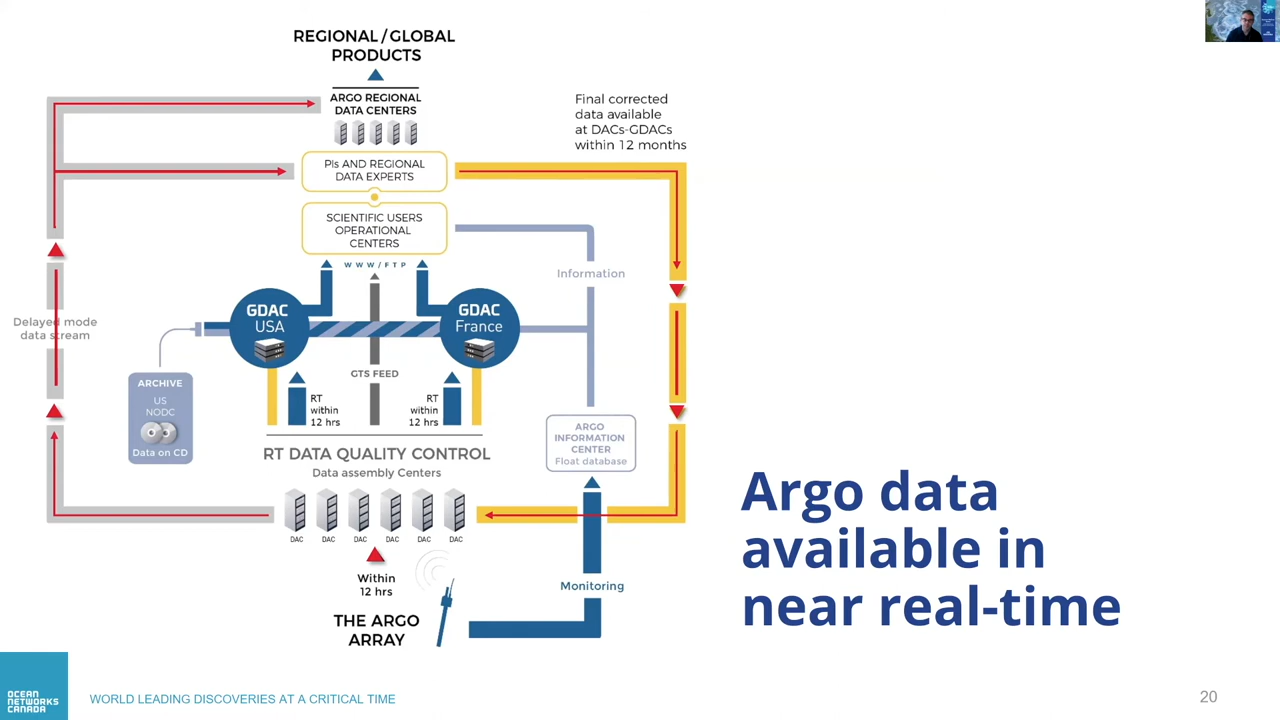 REGIONAL / GLOBAL
PRODUCTS
ARGO REGIONAL
DATA CENTERS
Final corrected
data available
at DACs-GDACs
within 12 months
PIs AND REGIONAL
DATA EXPERTS
SCIENTIFIC USERS
OPERATIONAL
CENTERS
WWW/FTP
Information
GDAC
USA
GDAC
France
Delayed mode
data stream
GTS FEED
ARCHIVE
US
NODC
Data on CD
RT
within
12 hrs
RT
within
12 hrs
ARGO
INFORMATION
CENTER
Float database
RT DATA QUALITY CONTROL
Data assembly Centers
DAC DAC DAC DAC DAC DAC
Within
12 hrs
Monitoring
THE ARGO
ARRAY
Argo data
available in
near real-time
OCEAN
NETWORKS
CANADA
WORLD LEADING DISCOVERIES AT A CRITICAL TIME
20